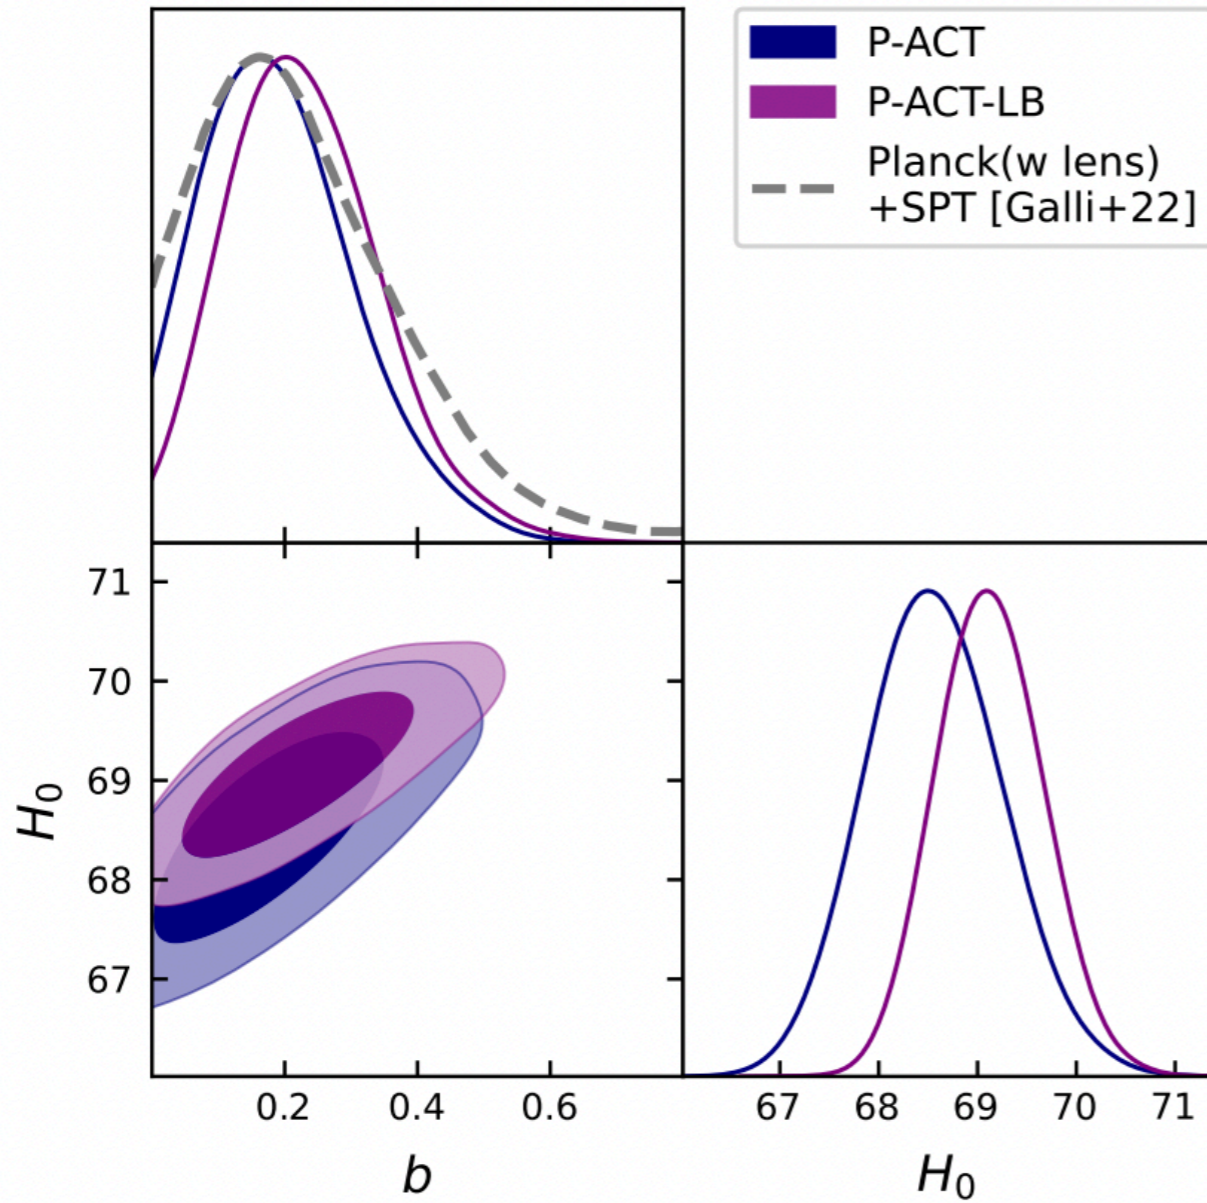 P-ACT
P-ACT-LB
Planck(w lens)
+SPT [Galli+22]
71
70
69
68
67
H₀
0.2 0.4 0.6
b
67 68 69 70 71
H₀